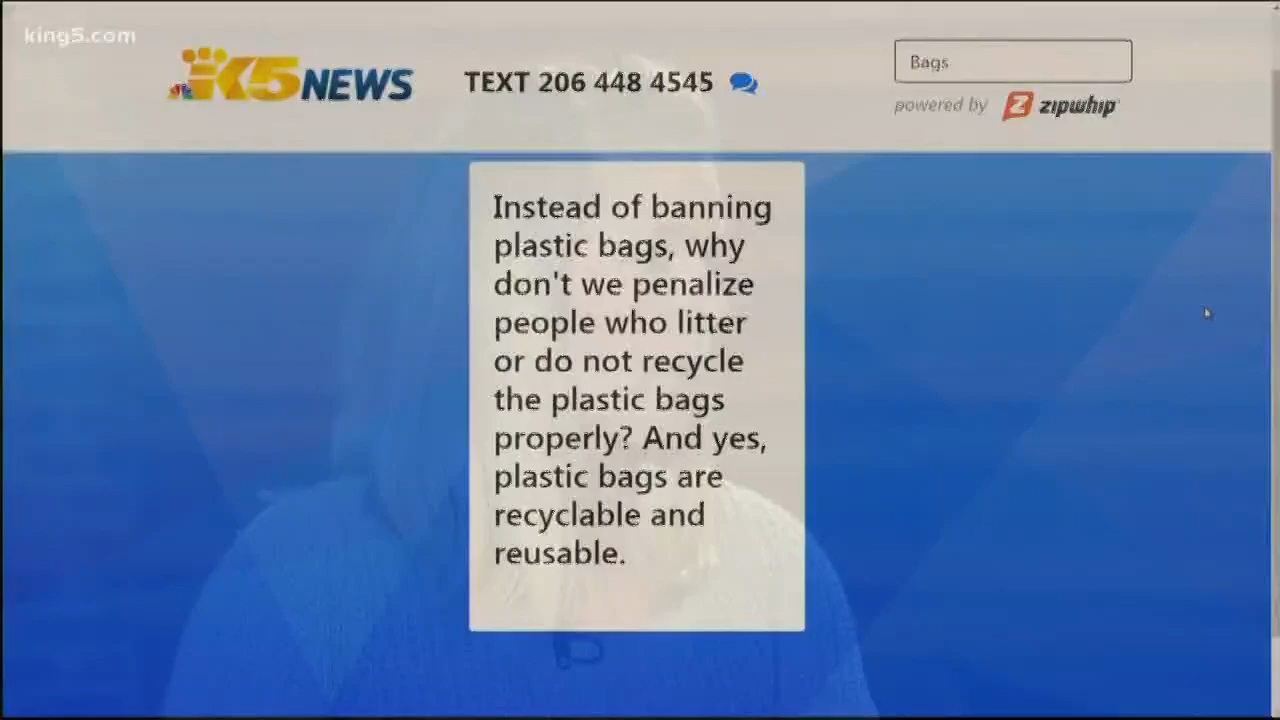 king5.com
K5 NEWS
TEXT 206 448 4545
Bags
powered by zipwhip
Instead of banning
plastic bags, why
don't we penalize
people who litter
or do not recycle
the plastic bags
properly? And yes,
plastic bags are
recyclable and
reusable.